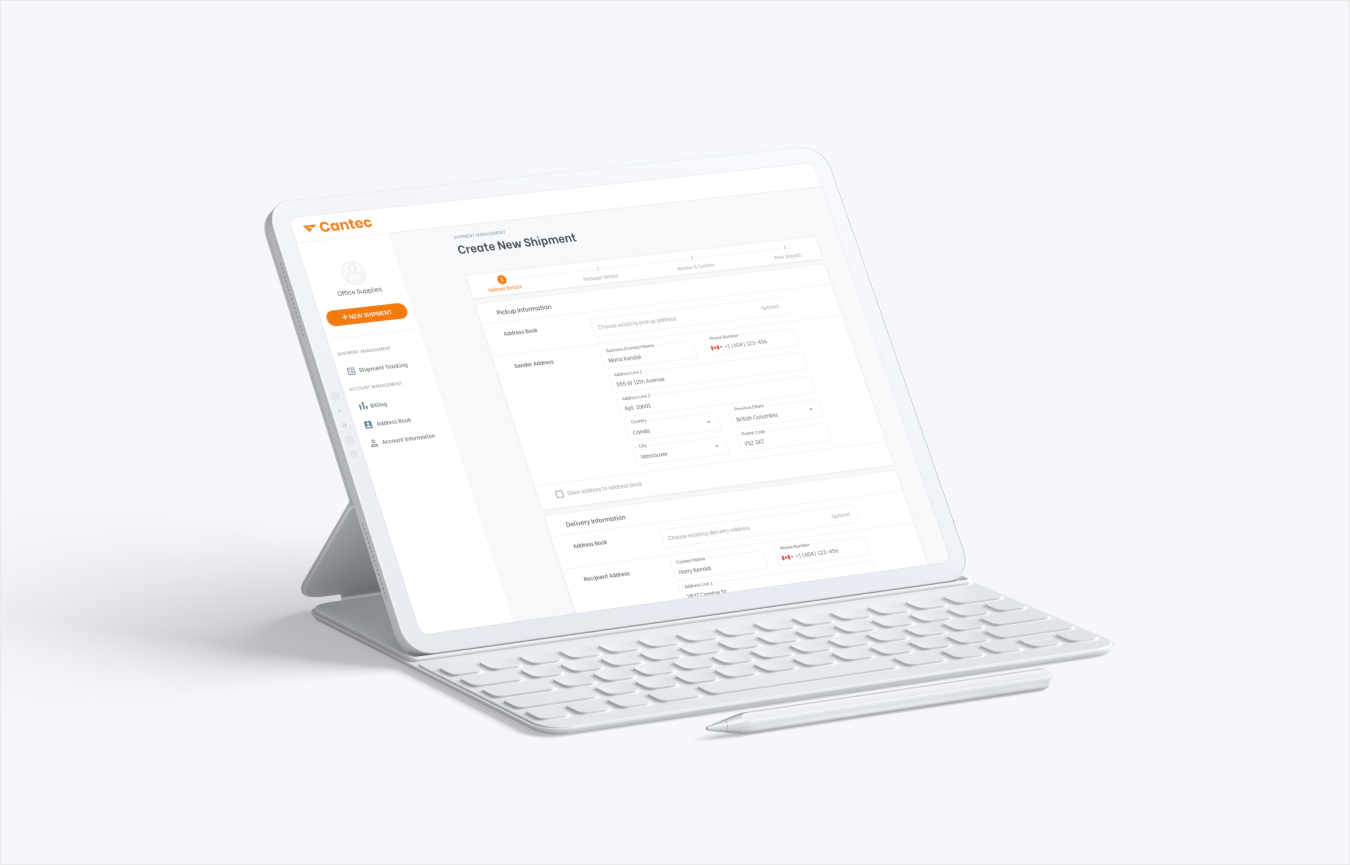 Cantec
Office Supplies
+ NEW SHIPMENT
SHIPMENT MANAGEMENT
Shipment Tracking
ACCOUNT MANAGEMENT
Billing
Address Book
Account Information
SHIPMENT MANAGEMENT
Create New Shipment
1
Address Details
2
Package Details
3
Review & Confirm
4
Print Waybill
Pickup Information
Address Book
Choose existing pickup address
Optional
Sender Address
Business/Contact Name
Maria Kendal
Phone Number
+1 (604) 123-456
Address Line 1
555 W 12th Avenue
Address Line 2
Apt. 10601
Country
Canda
Province/State
British Columbia
City
Vancouver
Postal Code
V5Z 3X7
Save address to address book
Delivery Information
Address Book
Choose existing delivery address
Optional
Recipient Address
Contact Name
Harry Kendal
Phone Number
+1 (604) 123-456
Address Line 1
2837 Cambie St